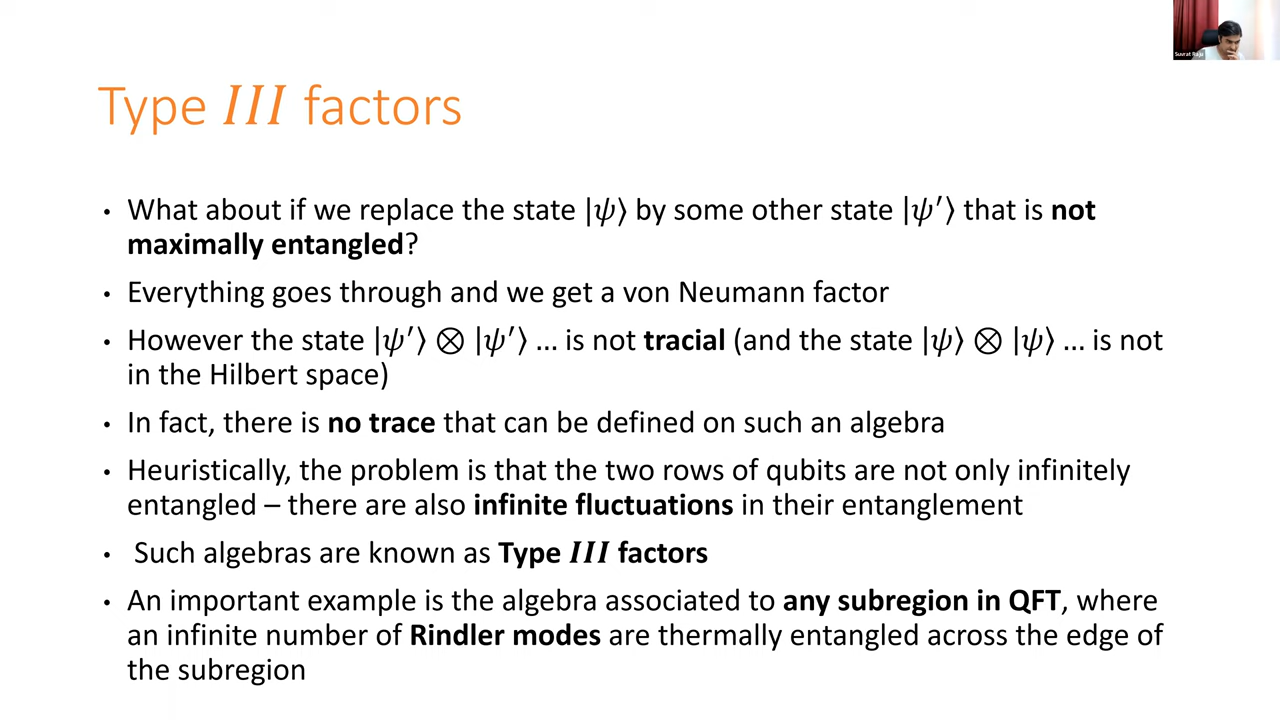 Suvrat Raju
Type III factors
• What about if we replace the state |ψ⟩ by some other state |ψ′⟩ that is not
maximally entangled?
• Everything goes through and we get a von Neumann factor
• However the state |ψ′⟩ ⊗ |ψ′⟩ ... is not tracial (and the state |ψ⟩ ⊗ |ψ⟩ ... is not
in the Hilbert space)
• In fact, there is no trace that can be defined on such an algebra
• Heuristically, the problem is that the two rows of qubits are not only infinitely
entangled – there are also infinite fluctuations in their entanglement
• Such algebras are known as Type III factors
• An important example is the algebra associated to any subregion in QFT, where
an infinite number of Rindler modes are thermally entangled across the edge of
the subregion